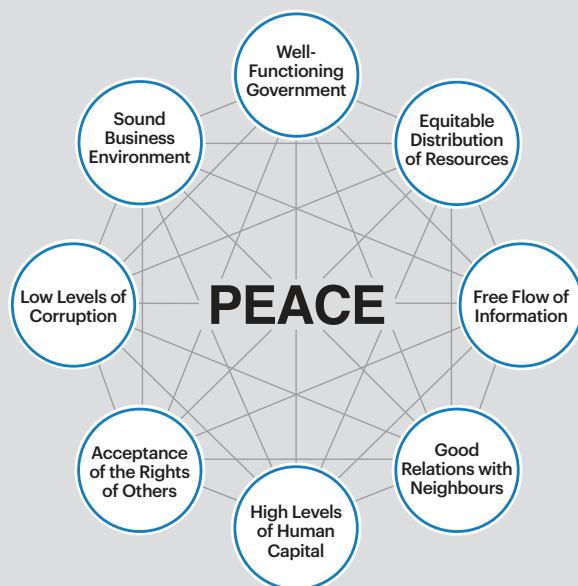 Well-
Functioning
Government
Equitable
Distribution
of Resources
Free Flow of
Information
Good
Relations with
Neighbours
High Levels
of Human
Capital
Acceptance
of the Rights
of Others
Low Levels of
Corruption
Sound
Business
Environment
PEACE